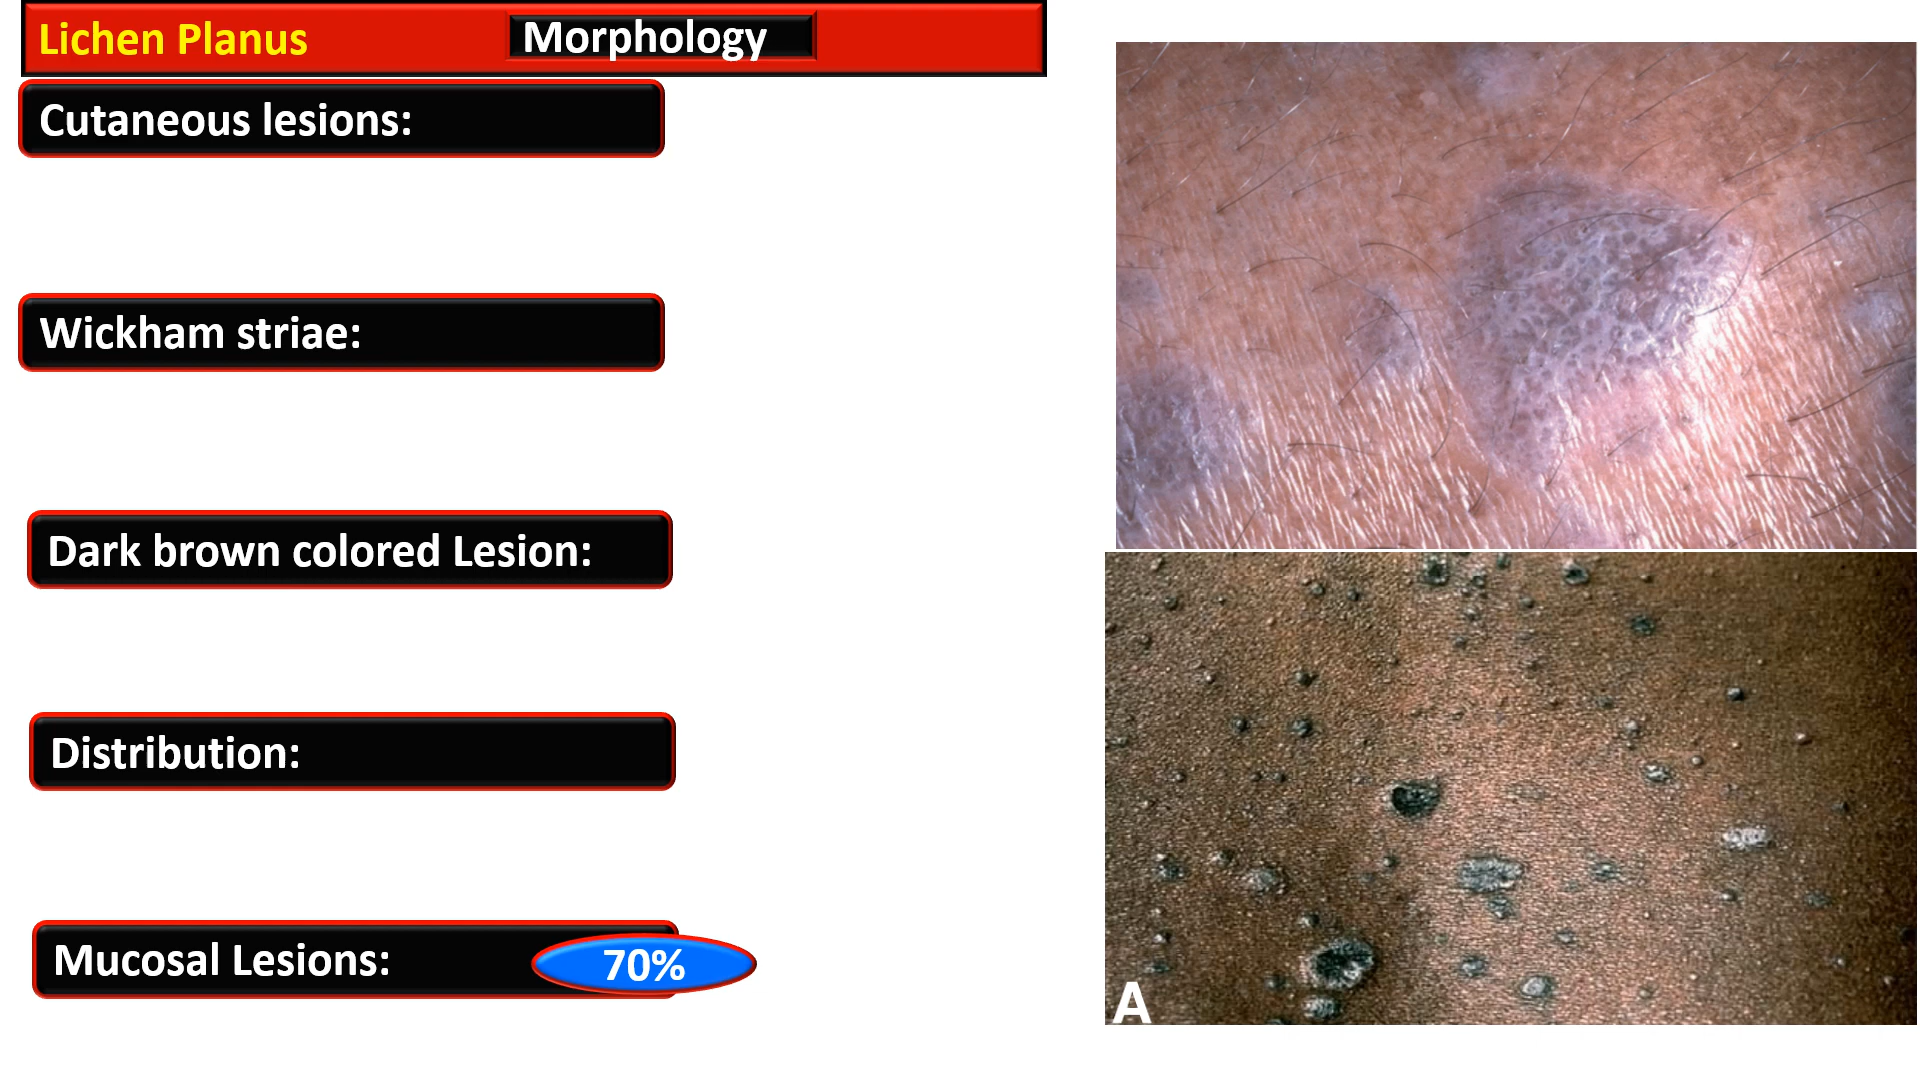 Lichen Planus
Morphology
Cutaneous lesions:
Wickham striae:
Dark brown colored Lesion:
Distribution:
Mucosal Lesions:
70%
A